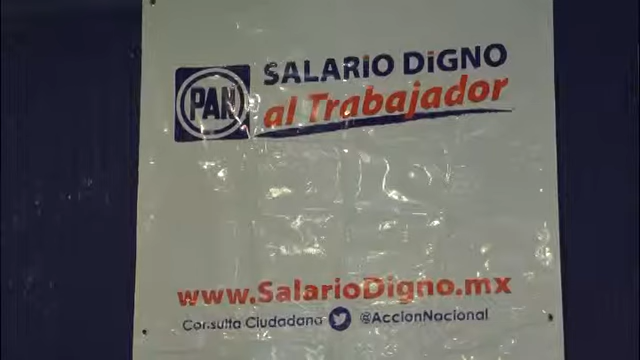 PAN
SALARIO DiGNO
al Trabajador
www.SalarioDigno.mx
Consulta Ciudadana @AccionNacional